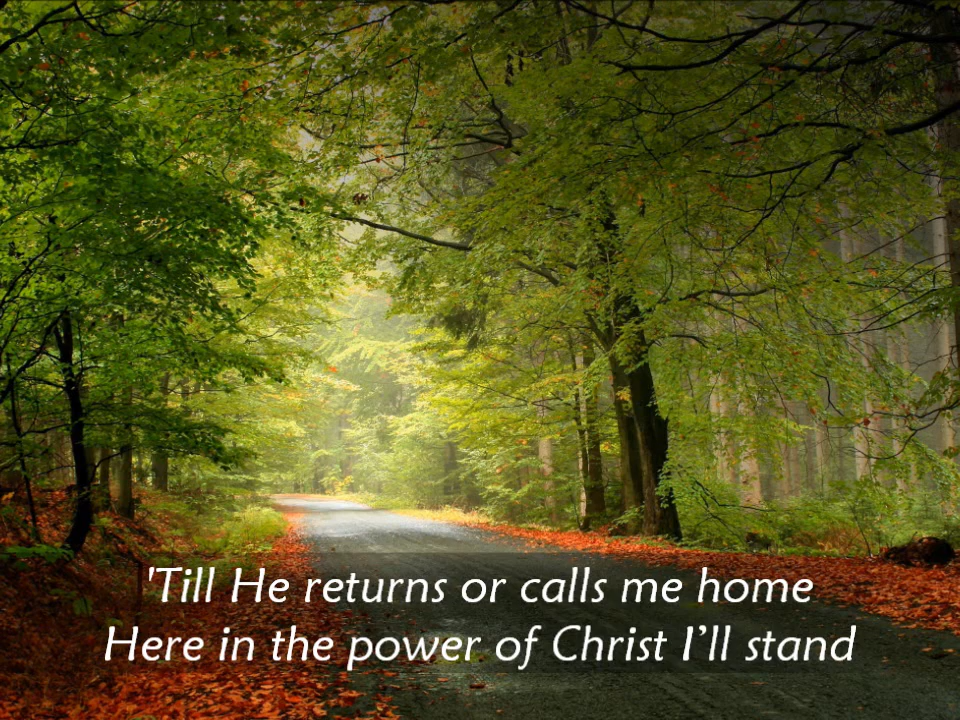 'Till He returns or calls me home
Here in the power of Christ I’ll stand